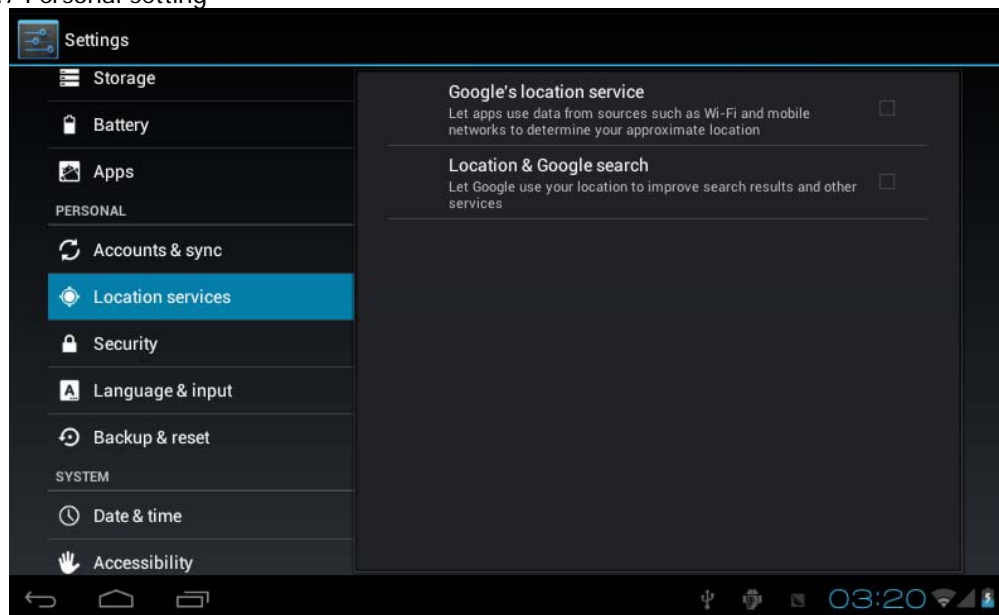 Personal setting
Settings
Storage
Battery
Apps
PERSONAL
Accounts & sync
Location services
Security
Language & input
Backup & reset
SYSTEM
Date & time
Accessibility
Google's location service
Let apps use data from sources such as Wi-Fi and mobile
networks to determine your approximate location
Location & Google search
Let Google use your location to improve search results and other
services
03:20